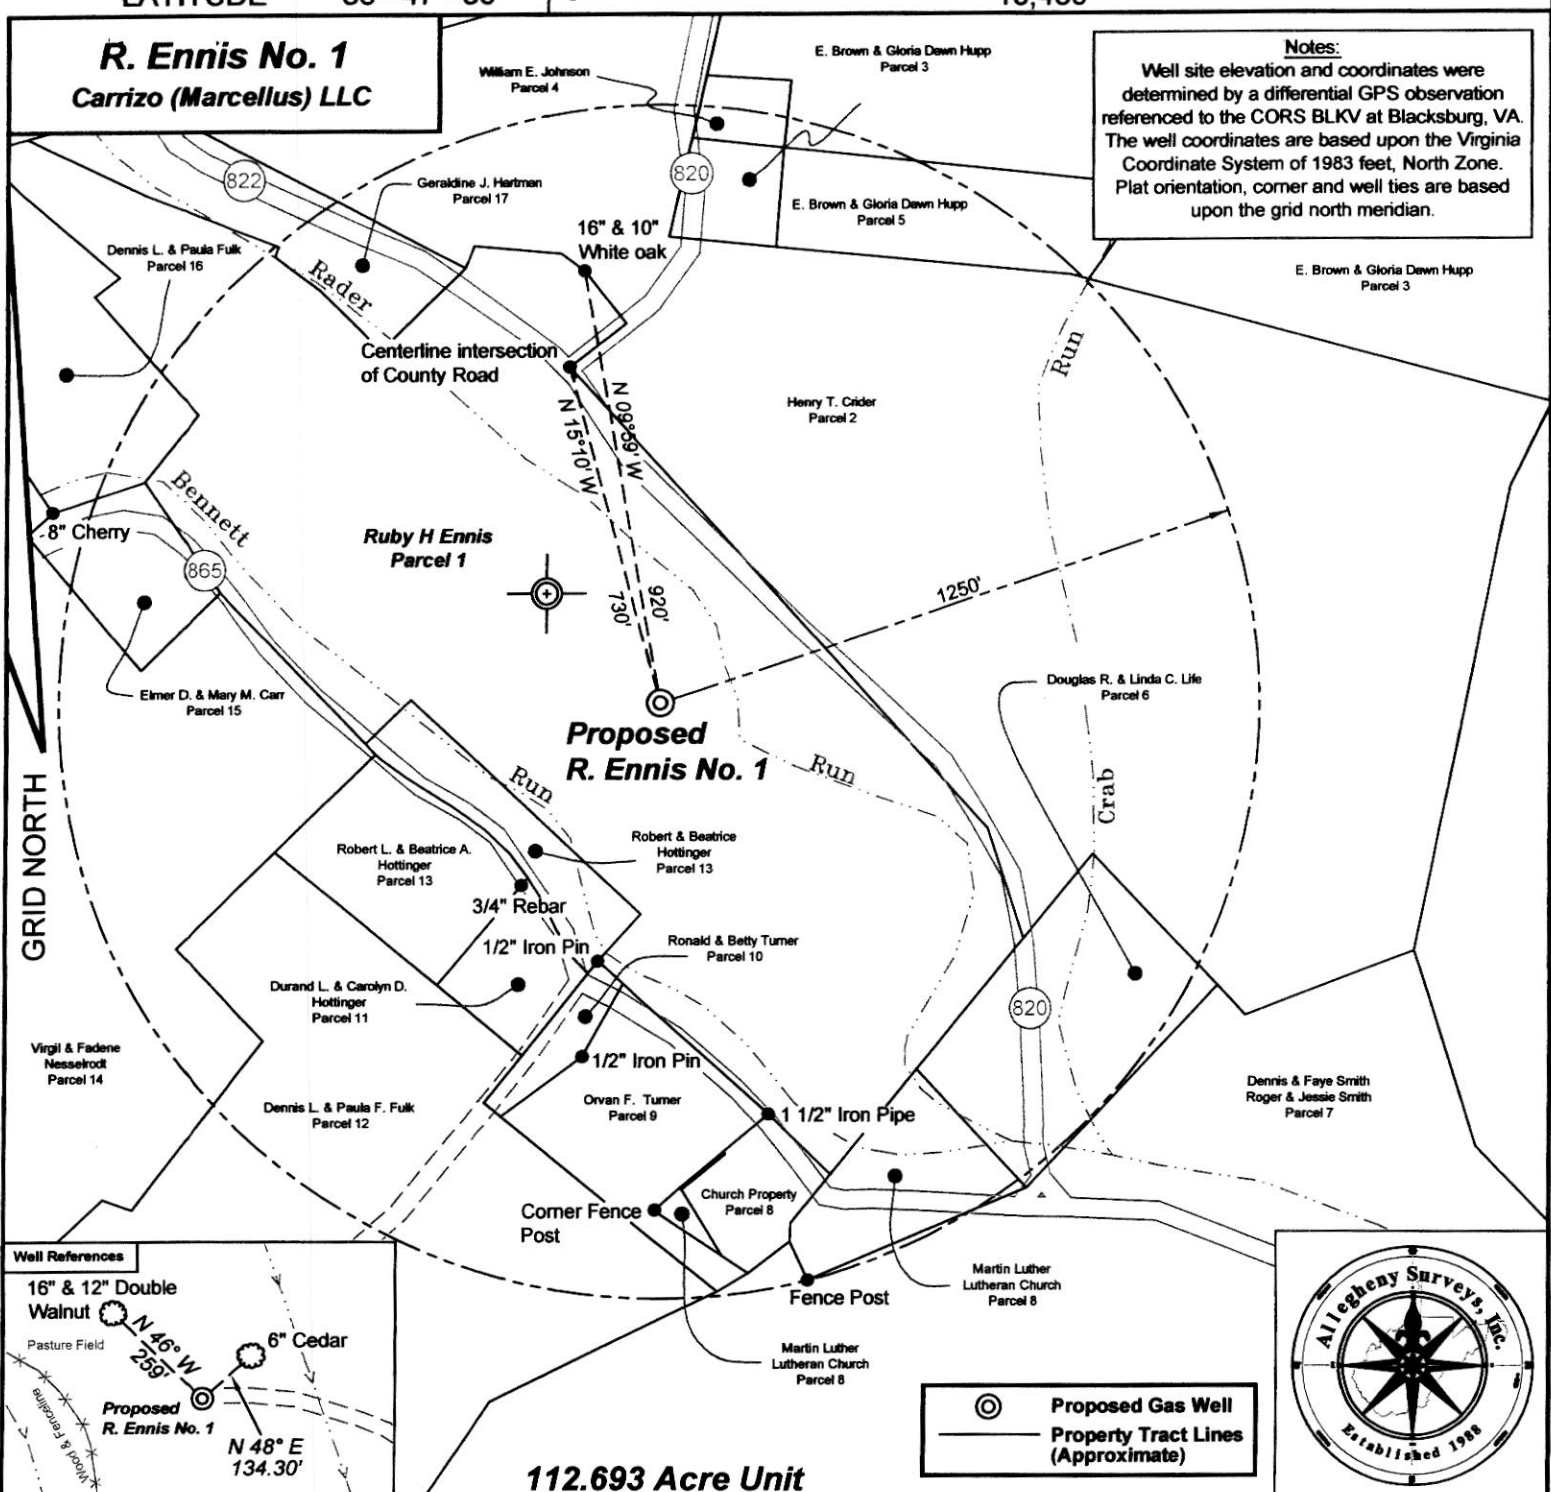 R. Ennis No. 1
Carrizo (Marcellus) LLC
Notes:
Well site elevation and coordinates were
determined by a differential GPS observation
referenced to the CORS BLKV at Blacksburg, VA.
The well coordinates are based upon the Virginia
Coordinate System of 1983 feet, North Zone.
Plat orientation, corner and well ties are based
upon the grid north meridian.
William E. Johnson
Parcel 4
E. Brown & Gloria Dawn Hupp
Parcel 3
822
820
Geraldine J. Hartman
Parcel 17
E. Brown & Gloria Dawn Hupp
Parcel 5
16" & 10"
White oak
Dennis L. & Paula Fulk
Parcel 16
Rader
E. Brown & Gloria Dawn Hupp
Parcel 3
Run
Centerline intersection
of County Road
Henry T. Crider
Parcel 2
N 15°10' W
N 09°59' W
Bennett
8" Cherry
865
Ruby H Ennis
Parcel 1
730'
920'
1250'
Elmer D. & Mary M. Carr
Parcel 15
Douglas R. & Linda C. Life
Parcel 6
Proposed
R. Ennis No. 1
Run
Run
Crab
GRID NORTH
Robert L. & Beatrice A.
Hottinger
Parcel 13
Robert & Beatrice
Hottinger
Parcel 13
3/4" Rebar
1/2" Iron Pin
Ronald & Betty Turner
Parcel 10
Durand L. & Carolyn D.
Hottinger
Parcel 11
820
Virgil & Fadene
Nesselrodt
Parcel 14
1/2" Iron Pin
Dennis L. & Paula F. Fulk
Parcel 12
Orvan F. Turner
Parcel 9
1 1/2" Iron Pipe
Dennis & Faye Smith
Roger & Jessie Smith
Parcel 7
Corner Fence
Post
Church Property
Parcel 8
Martin Luther
Lutheran Church
Parcel 8
Fence Post
Martin Luther
Lutheran Church
Parcel 8
Well References
16" & 12" Double
Walnut
N 46° W
259'
6" Cedar
Pasture Field
Wood & Fenceline
Proposed
R. Ennis No. 1
N 48° E
134.30'
112.693 Acre Unit
Proposed Gas Well
Property Tract Lines
(Approximate)
Allegheny Surveys, Inc.
Established 1988